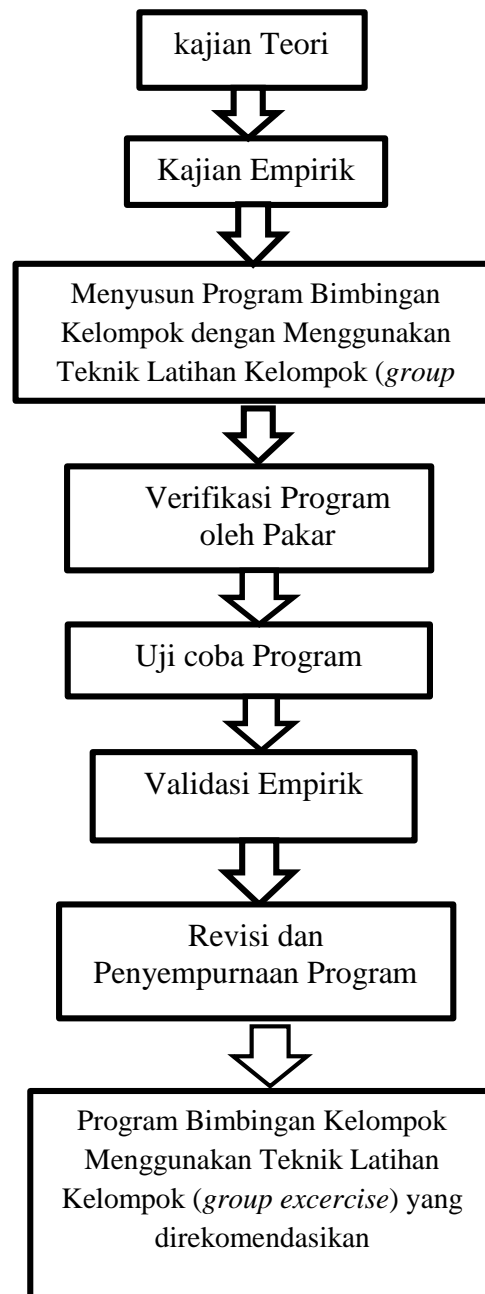 kajian Teori
Kajian Empirik
Menyusun Program Bimbingan
Kelompok dengan Menggunakan
Teknik Latihan Kelompok (group
Verifikasi Program
oleh Pakar
Uji coba Program
Validasi Empirik
Revisi dan
Penyempurnaan Program
Program Bimbingan Kelompok
Menggunakan Teknik Latihan
Kelompok (group excercise) yang
direkomendasikan